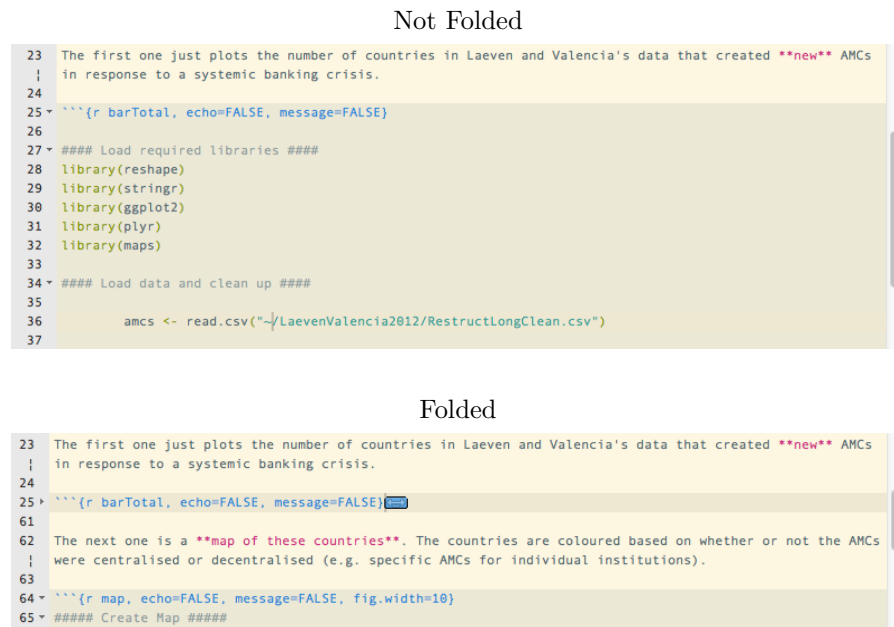 Not Folded
23 The first one just plots the number of countries in Laeven and Valencia's data that created **new** AMCs
¦ in response to a systemic banking crisis.
24
25 ```{r barTotal, echo=FALSE, message=FALSE}
26
27 #### Load required libraries ####
28 library(reshape)
29 library(stringr)
30 library(ggplot2)
31 library(plyr)
32 library(maps)
33
34 #### Load data and clean up ####
35
36 amcs <- read.csv("~/LaevenValencia2012/RestructLongClean.csv")
37
Folded
23 The first one just plots the number of countries in Laeven and Valencia's data that created **new** AMCs
¦ in response to a systemic banking crisis.
24
25 ```{r barTotal, echo=FALSE, message=FALSE}
61
62 The next one is a **map of these countries**. The countries are coloured based on whether or not the AMCs
¦ were centralised or decentralised (e.g. specific AMCs for individual institutions).
63
64 ```{r map, echo=FALSE, message=FALSE, fig.width=10}
65 ##### Create Map #####